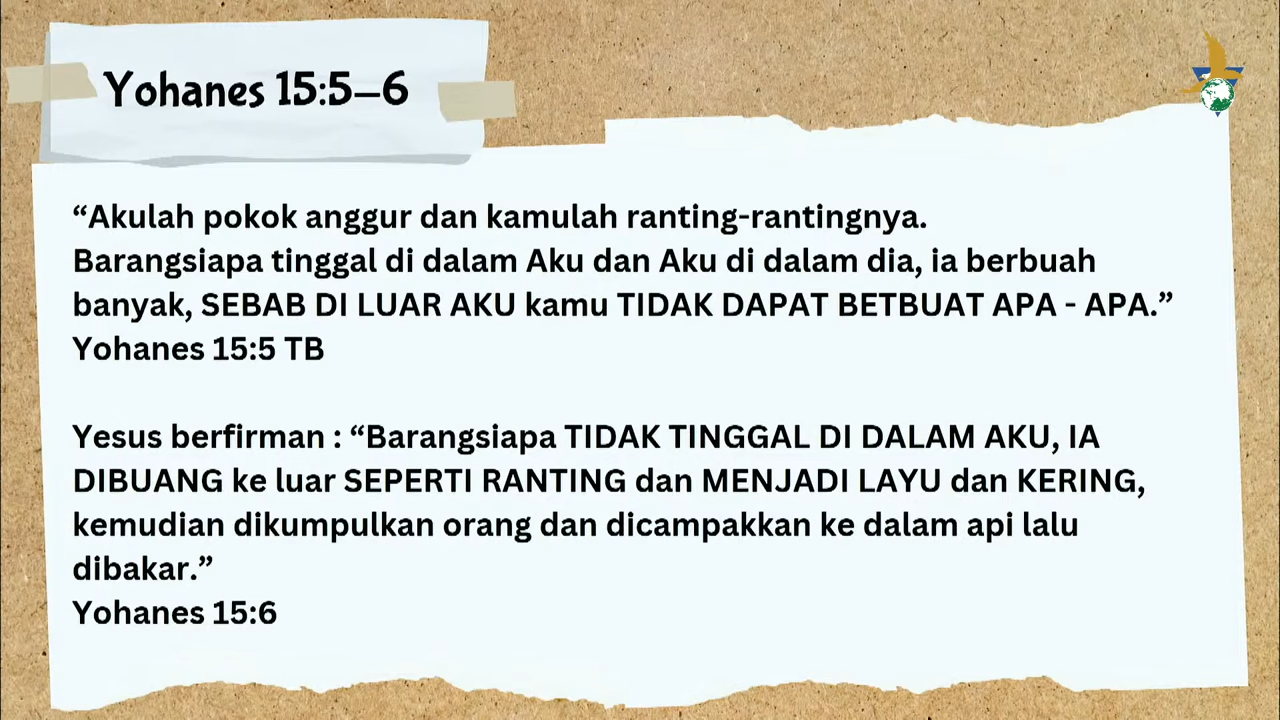 Yohanes 15:5–6
“Akulah pokok anggur dan kamulah ranting-rantingnya.
Barangsiapa tinggal di dalam Aku dan Aku di dalam dia, ia berbuah
banyak, SEBAB DI LUAR AKU kamu TIDAK DAPAT BETBUAT APA - APA.”
Yohanes 15:5 TB
Yesus berfirman : “Barangsiapa TIDAK TINGGAL DI DALAM AKU, IA
DIBUANG ke luar SEPERTI RANTING dan MENJADI LAYU dan KERING,
kemudian dikumpulkan orang dan dicampakkan ke dalam api lalu
dibakar.”
Yohanes 15:6